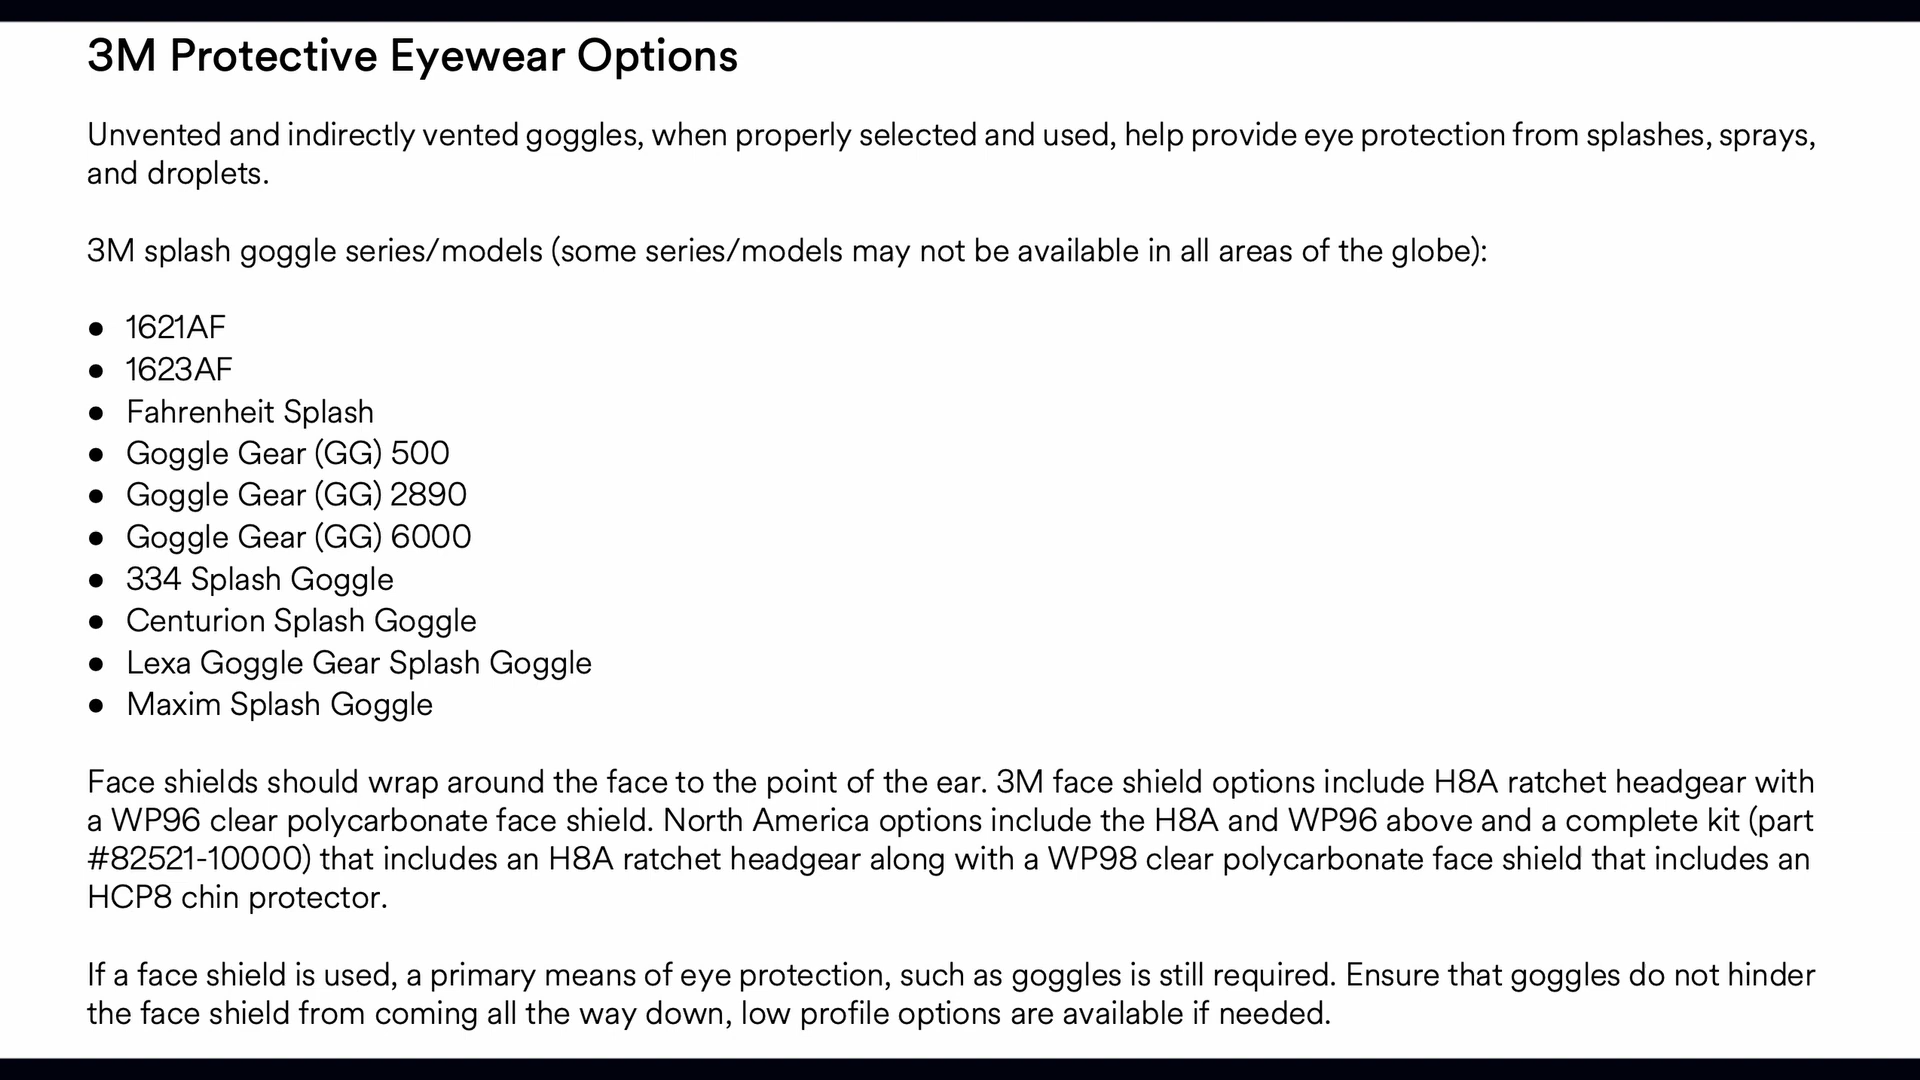 3M Protective Eyewear Options
Unvented and indirectly vented goggles, when properly selected and used, help provide eye protection from splashes, sprays,
and droplets.
3M splash goggle series/models (some series/models may not be available in all areas of the globe):
● 1621AF
● 1623AF
● Fahrenheit Splash
● Goggle Gear (GG) 500
● Goggle Gear (GG) 2890
● Goggle Gear (GG) 6000
● 334 Splash Goggle
● Centurion Splash Goggle
● Lexa Goggle Gear Splash Goggle
● Maxim Splash Goggle
Face shields should wrap around the face to the point of the ear. 3M face shield options include H8A ratchet headgear with
a WP96 clear polycarbonate face shield. North America options include the H8A and WP96 above and a complete kit (part
#82521-10000) that includes an H8A ratchet headgear along with a WP98 clear polycarbonate face shield that includes an
HCP8 chin protector.
If a face shield is used, a primary means of eye protection, such as goggles is still required. Ensure that goggles do not hinder
the face shield from coming all the way down, low profile options are available if needed.